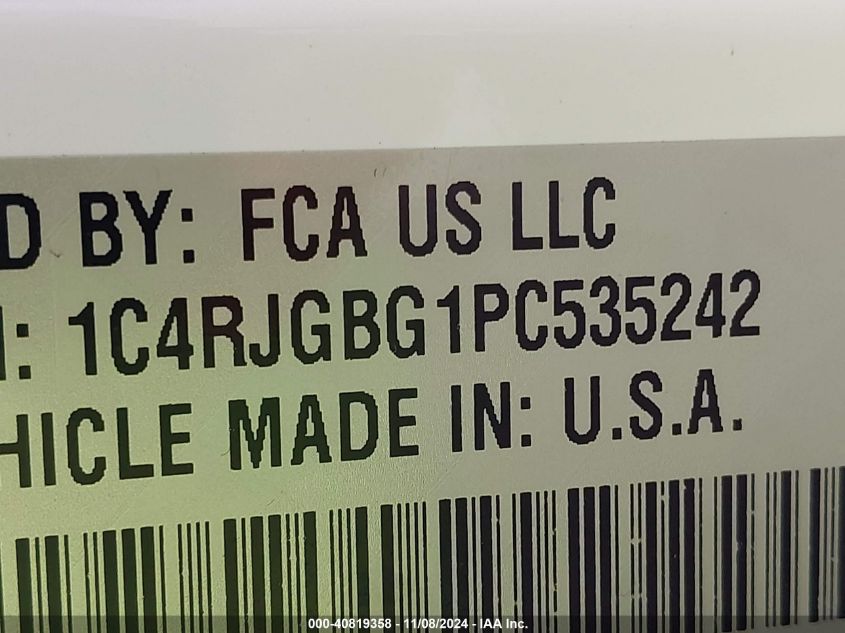 D BY: FCA US LLC
: 1C4RJGBG1PC535242
HICLE MADE IN: U.S.A.
000-40819358 - 11/08/2024 - IAA Inc.